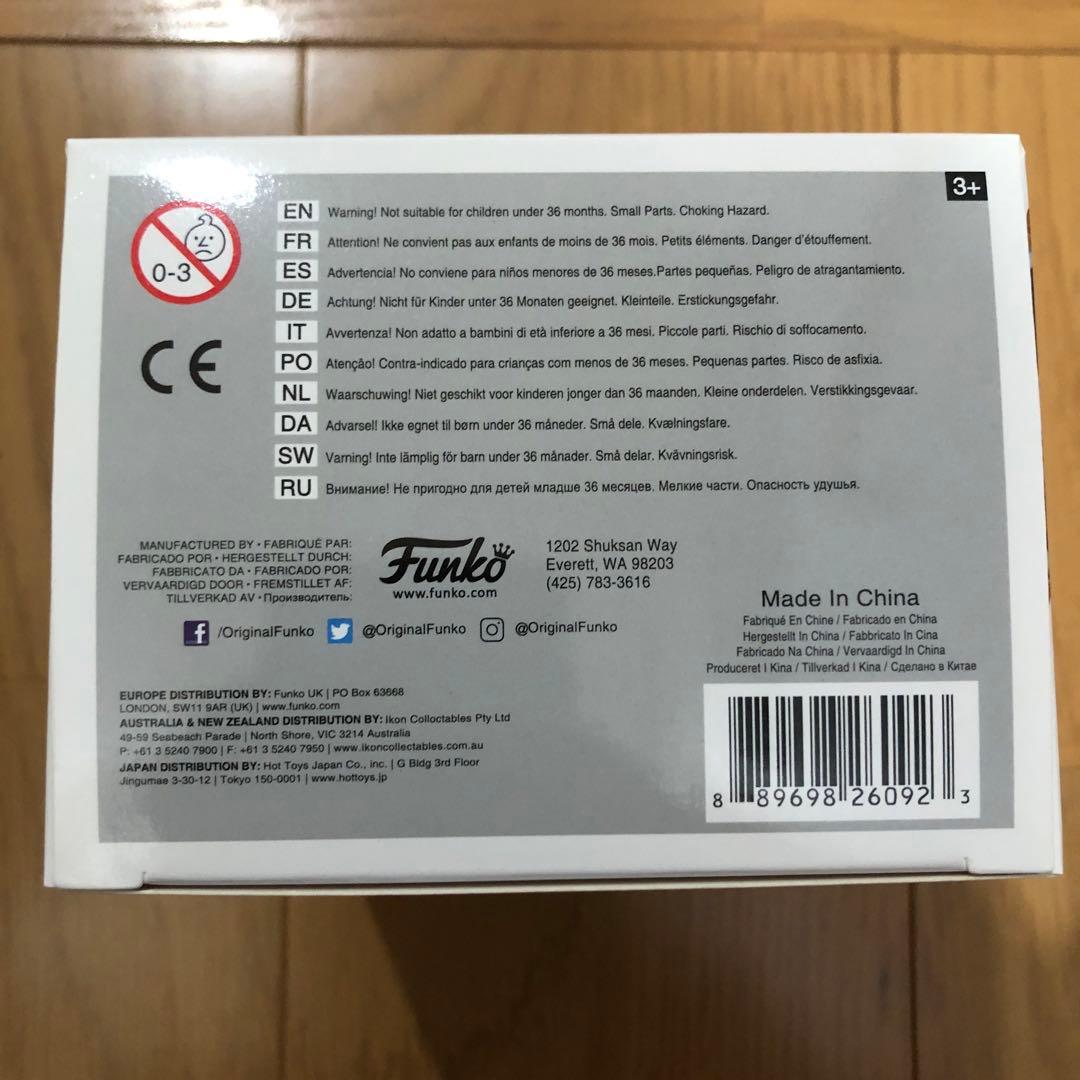 3+
0-3
EN Warning! Not suitable for children under 36 months. Small Parts. Choking Hazard.
FR Attention! Ne convient pas aux enfants de moins de 36 mois. Petits éléments. Danger d'étouffement.
ES Advertencia! No conviene para niños menores de 36 meses.Partes pequeñas. Peligro de atragantamiento.
DE Achtung! Nicht für Kinder unter 36 Monaten geeignet. Kleinteile. Erstickungsgefahr.
IT Avvertenza! Non adatto a bambini di età inferiore a 36 mesi. Piccole parti. Rischio di soffocamento.
PO Atenção! Contra-indicado para crianças com menos de 36 meses. Pequenas partes. Risco de asfixia.
NL Waarschuwing! Niet geschikt voor kinderen jonger dan 36 maanden. Kleine onderdelen. Verstikkingsgevaar.
DA Advarsel! Ikke egnet til børn under 36 måneder. Små dele. Kvælningsfare.
SW Varning! Inte lämplig för barn under 36 månader. Små delar. Kvävningsrisk.
RU Внимание! Не пригодно для детей младше 36 месяцев. Мелкие части. Опасность удушья.
CE
MANUFACTURED BY • FABRIQUÉ PAR:
FABRICADO POR • HERGESTELLT DURCH:
FABBRICATO DA • FABRICADO POR:
VERVAARDIGD DOOR • FREMSTILLET AF:
TILLVERKAD AV • Производитель:
Funko
www.funko.com
1202 Shuksan Way
Everett, WA 98203
(425) 783-3616
/OriginalFunko @OriginalFunko @OriginalFunko
Made In China
Fabriqué En Chine / Fabricado en China
Hergestellt In China / Fabbricato In Cina
Fabricado Na China / Vervaardigd In China
Produceret I Kina / Tillverkad I Kina / Сделано в Китае
EUROPE DISTRIBUTION BY: Funko UK | PO Box 63668
LONDON, SW11 9AR (UK) | www.funko.com
AUSTRALIA & NEW ZEALAND DISTRIBUTION BY: Ikon Colloctables Pty Ltd
49-59 Seabeach Parade | North Shore, VIC 3214 Australia
P: +61 3 5240 7900 | F: +61 3 5240 7950 | www.ikoncollectables.com.au
JAPAN DISTRIBUTION BY: Hot Toys Japan Co., inc. | G Bldg 3rd Floor
Jingumae 3-30-12 | Tokyo 150-0001 | www.hottoys.jp
8 89698 26092 3